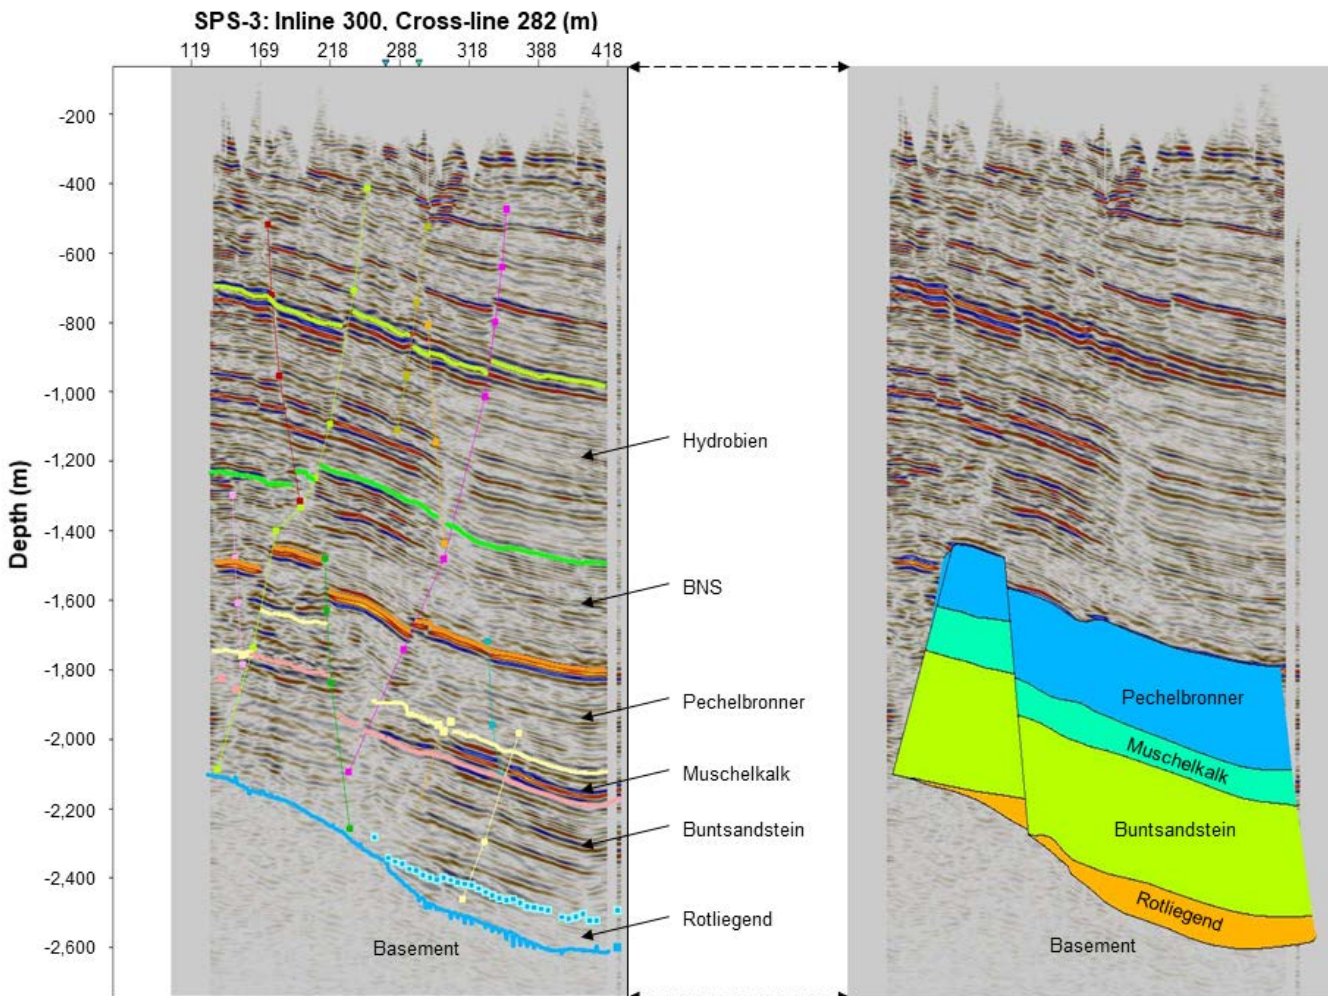 SPS-3: Inline 300, Cross-line 282 (m)
119 169 218 288 318 388 418
Depth (m)
-200
-400
-600
-800
-1,000
-1,200
-1,400
-1,600
-1,800
-2,000
-2,200
-2,400
-2,600
Hydrobien
BNS
Pechelbronner
Muschelkalk
Buntsandstein
Rotliegend
Basement
Pechelbronner
Muschelkalk
Buntsandstein
Rotliegend
Basement